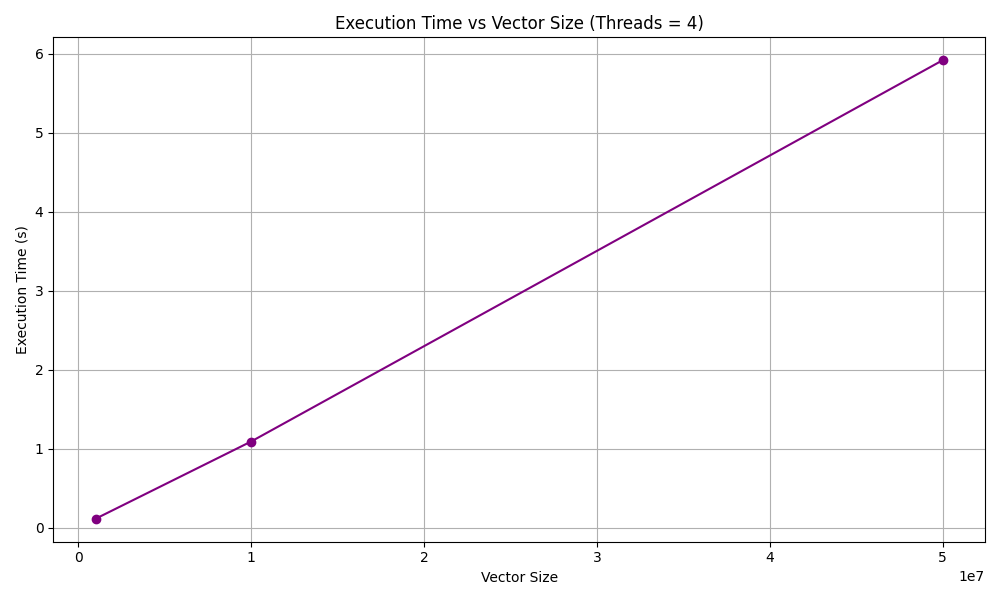 Execution Time vs Vector Size (Threads = 4)
Execution Time (s)
6
5
4
3
2
1
0
0 1 2 3 4 5
1e7
Vector Size